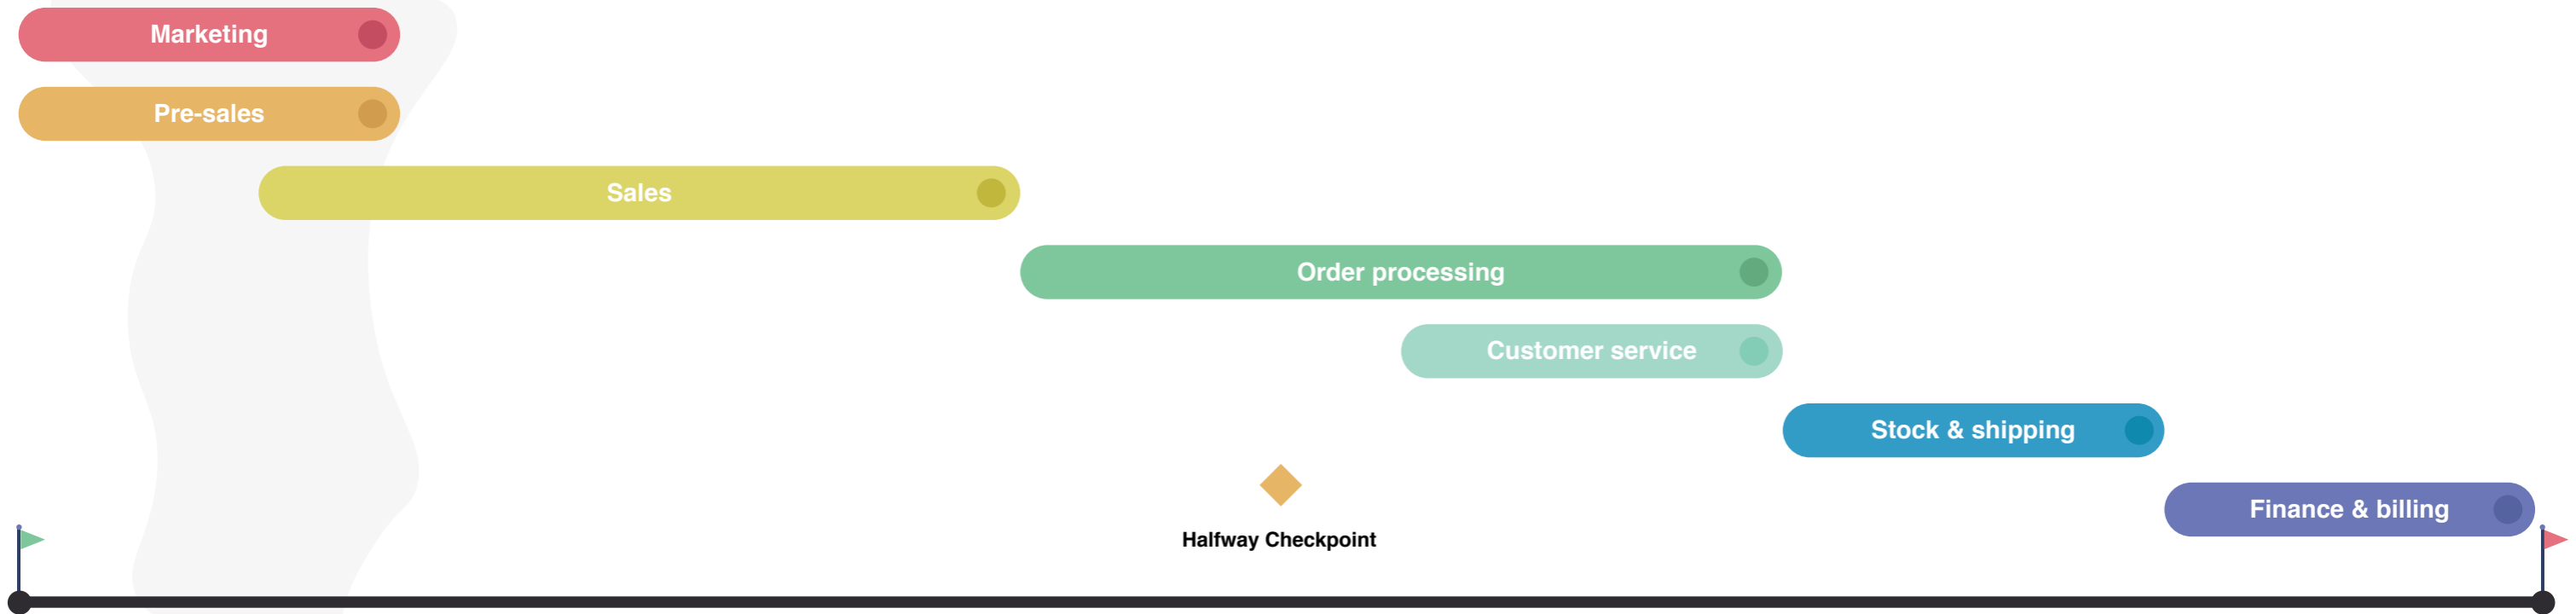 Marketing
Pre-sales
Sales
Order processing
Customer service
Stock & shipping
Finance & billing
Halfway Checkpoint